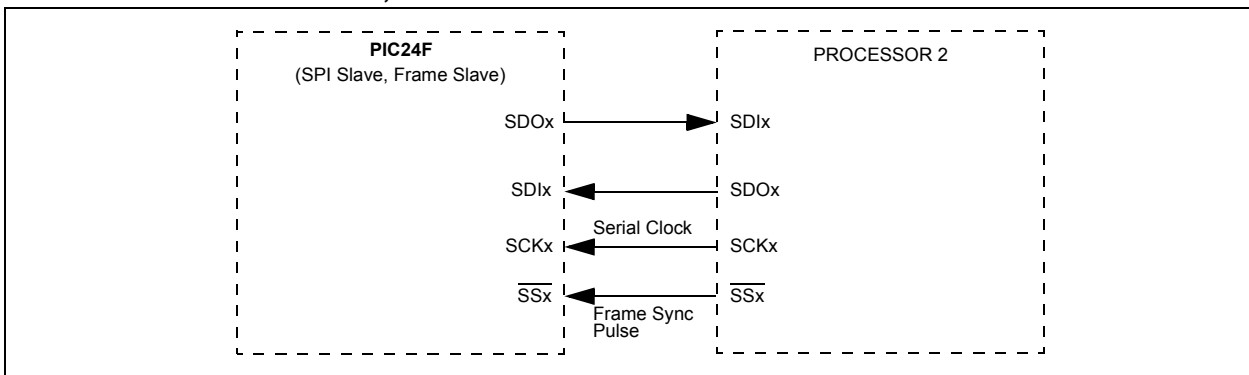 PIC24F
(SPI Slave, Frame Slave)
PROCESSOR 2
SDOx
SDIx
SDIx
SDOx
Serial Clock
SCKx
SCKx
SSx
SSx
Frame Sync
Pulse